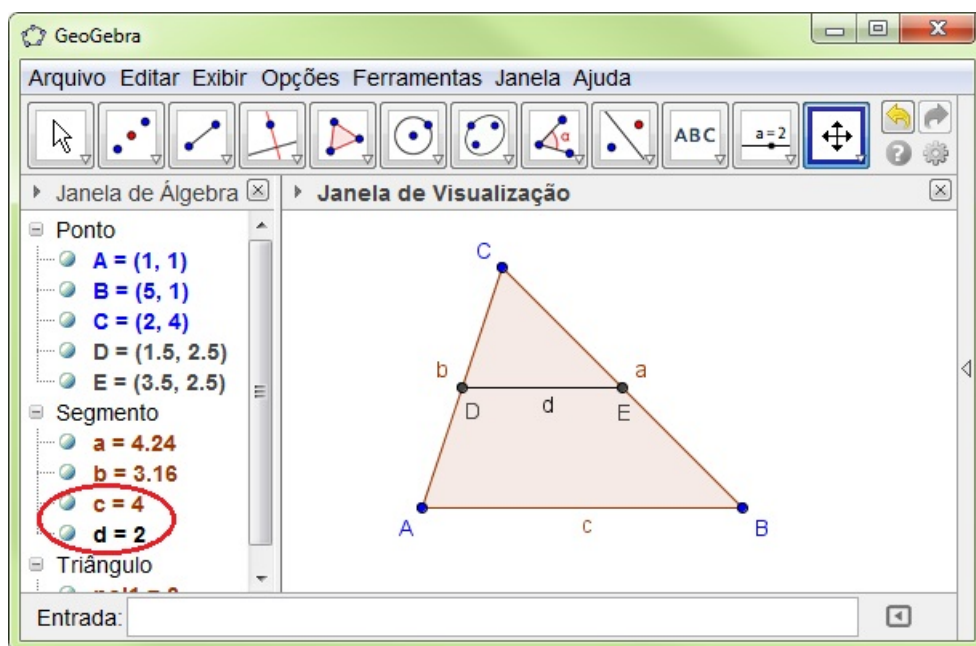 GeoGebra
Arquivo Editar Exibir Opções Ferramentas Janela Ajuda
α ABC a=2
Janela de Álgebra
Ponto
A = (1, 1)
B = (5, 1)
C = (2, 4)
D = (1.5, 2.5)
E = (3.5, 2.5)
Segmento
a = 4.24
b = 3.16
c = 4
d = 2
Triângulo
Janela de Visualização
C
b a
D d E
A c B
Entrada: